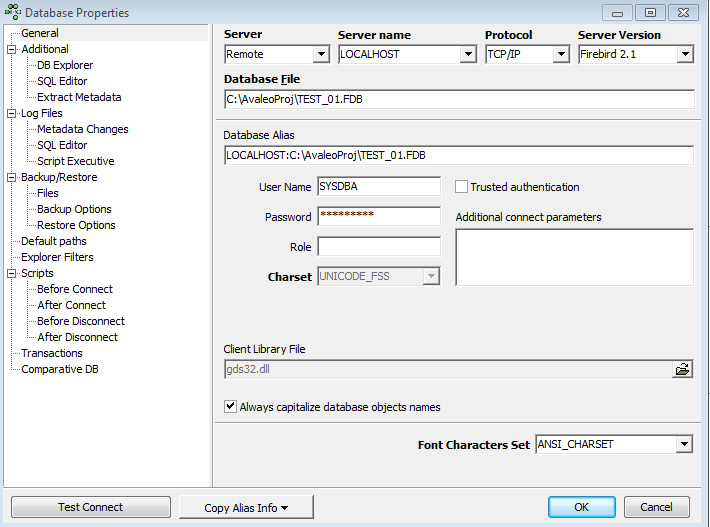 Database Properties
General
Additional
DB Explorer
SQL Editor
Extract Metadata
Log Files
Metadata Changes
SQL Editor
Script Executive
Backup/Restore
Files
Backup Options
Restore Options
Default paths
Explorer Filters
Scripts
Before Connect
After Connect
Before Disconnect
After Disconnect
Transactions
Comparative DB
Server Server name Protocol Server Version
Remote LOCALHOST TCP/IP Firebird 2.1
Database File
C:\AvaleoProj\TEST_01.FDB
Database Alias
LOCALHOST:C:\AvaleoProj\TEST_01.FDB
User Name SYSDBA Trusted authentication
Password ********* Additional connect parameters
Role
Charset UNICODE_FSS
Client Library File
gds32.dll
Always capitalize database objects names
Font Characters Set ANSI_CHARSET
Test Connect Copy Alias Info OK Cancel